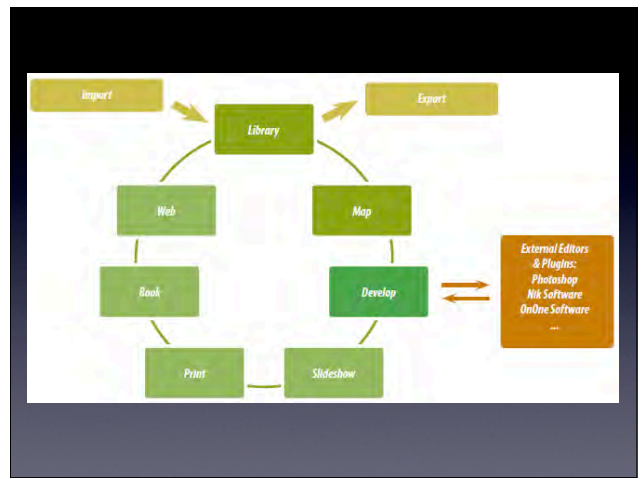 Import
Export
Library
Web
Map
Book
Develop
External Editors
& Plugins:
Photoshop
Nik Software
OnOne Software
...
Print
Slideshow